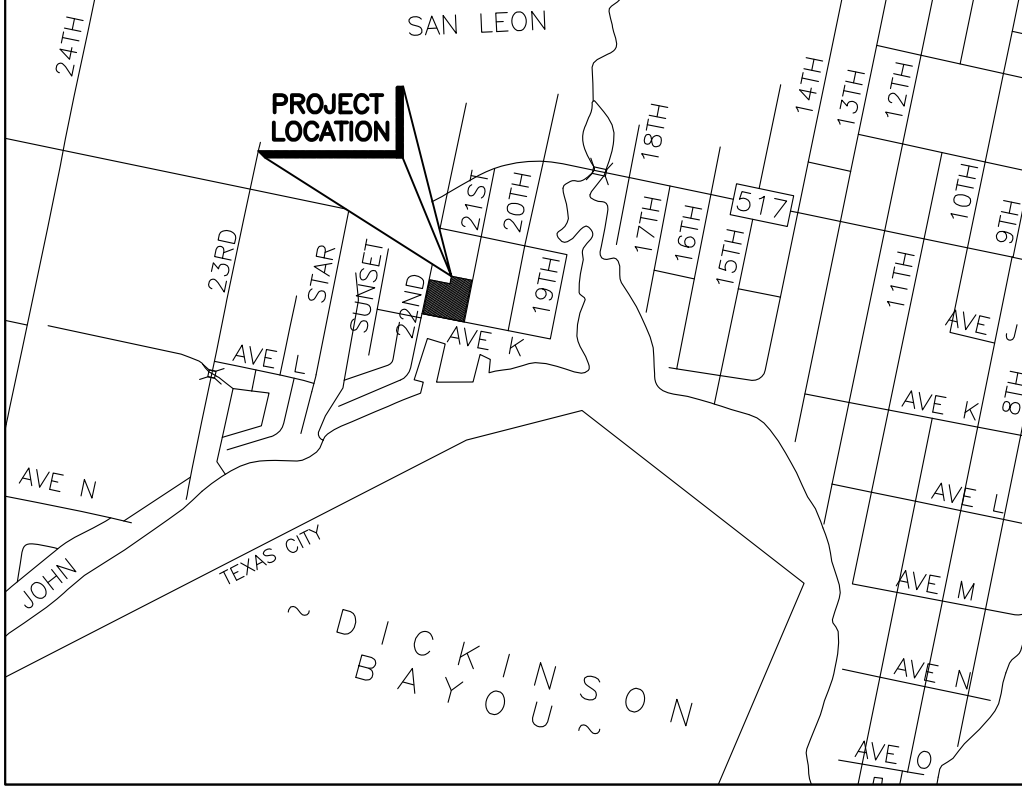 SAN LEON
24TH
PROJECT
LOCATION
14TH
13TH
12TH
18TH
21ST
20TH
517
17TH
16TH
15TH
10TH
9TH
23RD
STAR
SUNSET
22ND
19TH
11TH
AVE J
AVE K
AVE L
8TH
AVE K
AVE N
AVE L
TEXAS CITY
JOHN
AVE M
~ DICKINSON
BAYOU ~
AVE N
AVE O